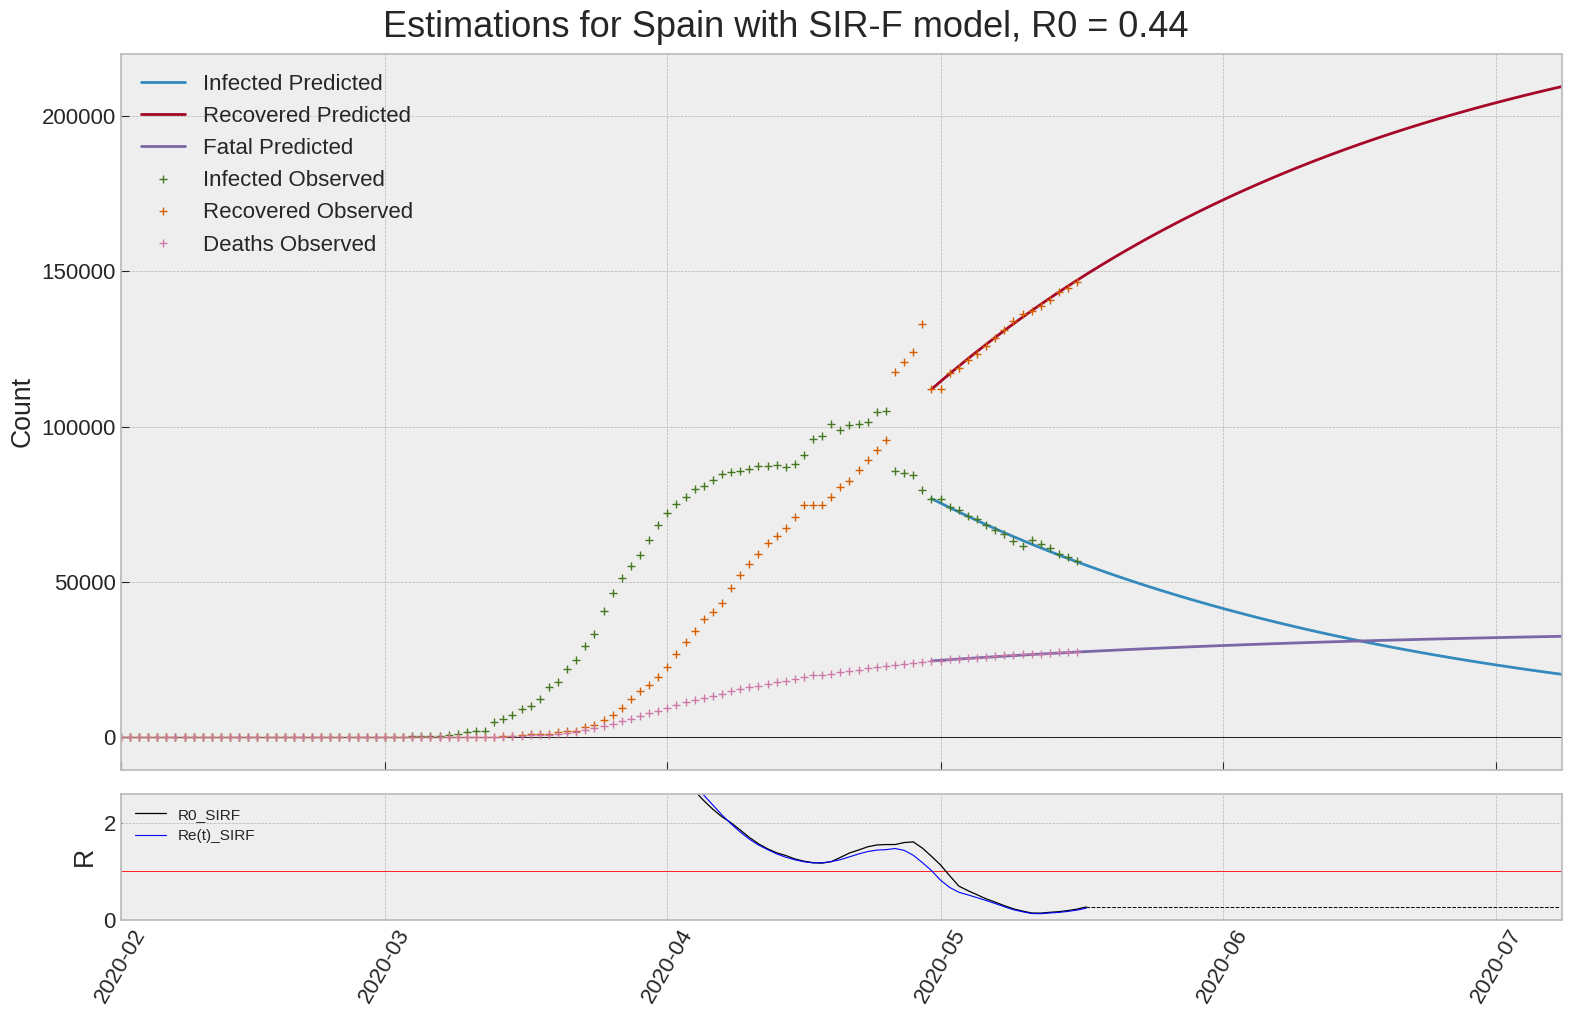 Estimations for Spain with SIR-F model, R0 = 0.44
Infected Predicted
Recovered Predicted
Fatal Predicted
Infected Observed
Recovered Observed
Deaths Observed
200000
150000
100000
50000
0
Count
R0_SIRF
Re(t)_SIRF
2
0
R
2020-02
2020-03
2020-04
2020-05
2020-06
2020-07